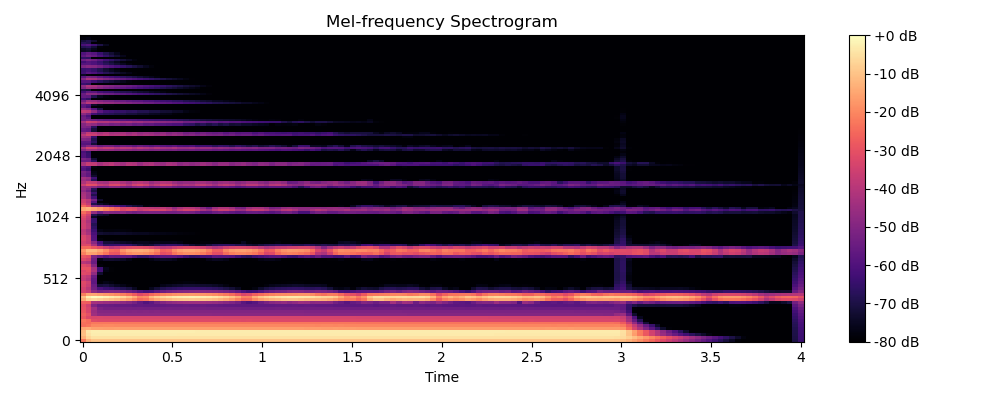 Mel-frequency Spectrogram
Hz
4096
2048
1024
512
0
0 0.5 1 1.5 2 2.5 3 3.5 4
Time
+0 dB
-10 dB
-20 dB
-30 dB
-40 dB
-50 dB
-60 dB
-70 dB
-80 dB